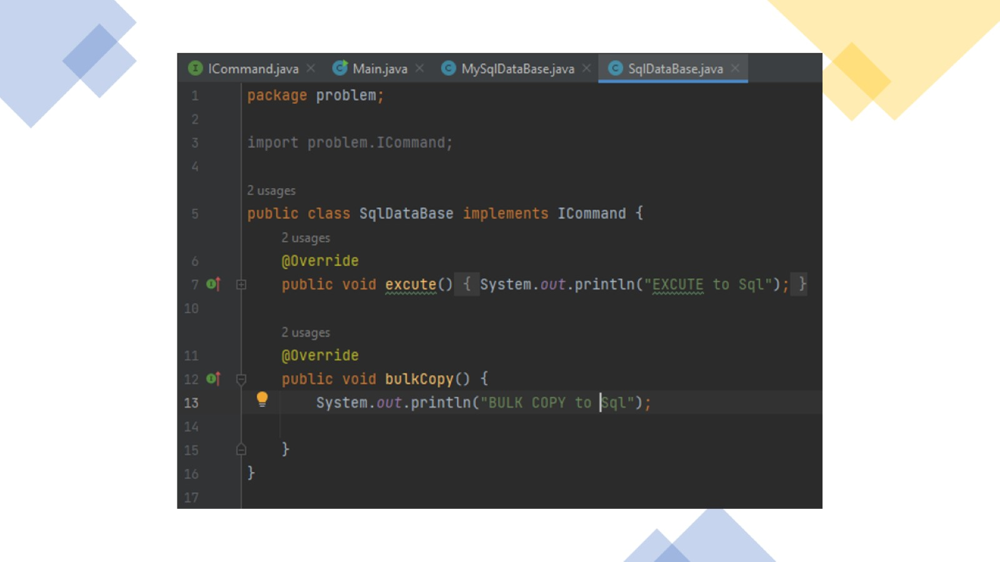 ICommand.java Main.java MySqlDataBase.java SqlDataBase.java
1 package problem;
2
3 import problem.ICommand;
4
2 usages
5 public class SqlDataBase implements ICommand {
2 usages
6 @Override
7 public void excute() { System.out.println("EXCUTE to Sql"); }
10
2 usages
11 @Override
12 public void bulkCopy() {
13 System.out.println("BULK COPY to Sql");
14
15 }
16 }
17